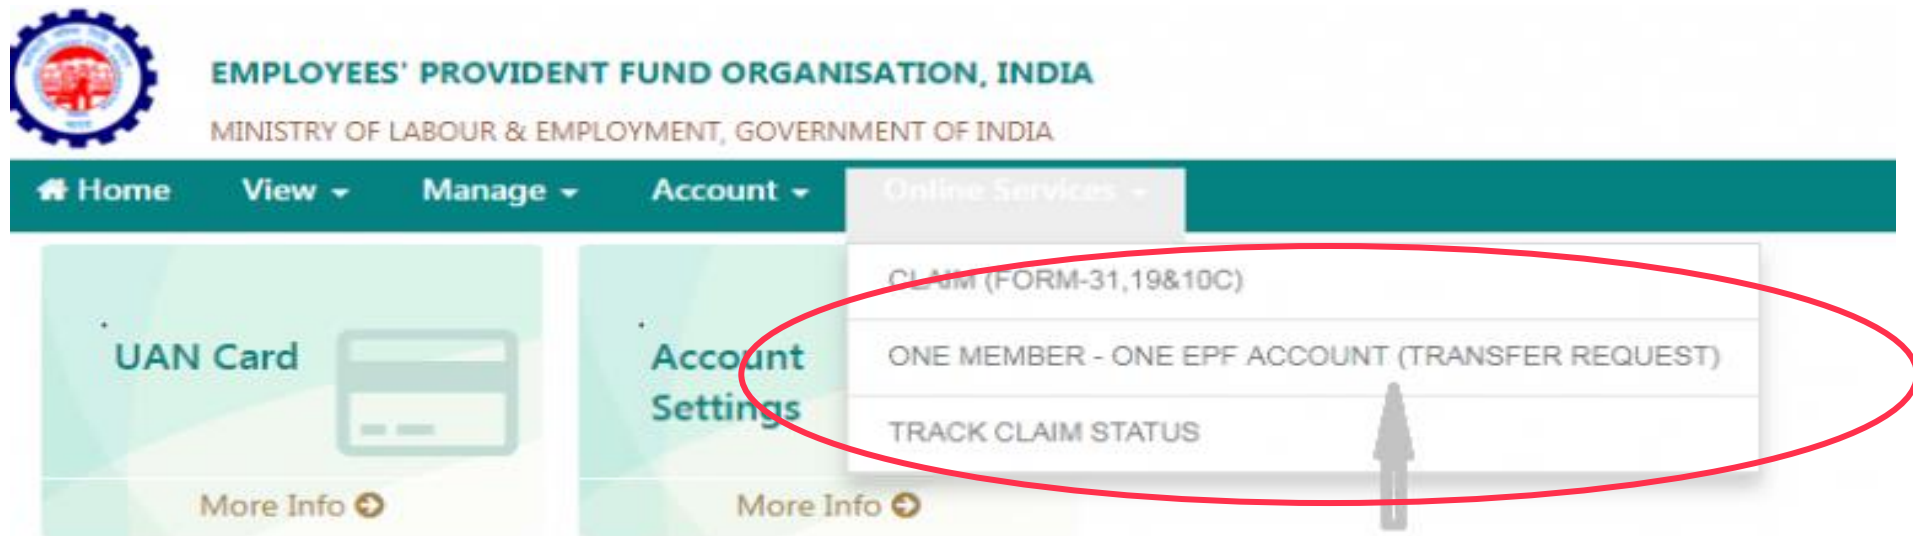 EMPLOYEES' PROVIDENT FUND ORGANISATION, INDIA
MINISTRY OF LABOUR & EMPLOYMENT, GOVERNMENT OF INDIA
Home View Manage Account Online Services
CLAIM (FORM-31,19&10C)
ONE MEMBER - ONE EPF ACCOUNT (TRANSFER REQUEST)
TRACK CLAIM STATUS
UAN Card
More Info
Account
Settings
More Info